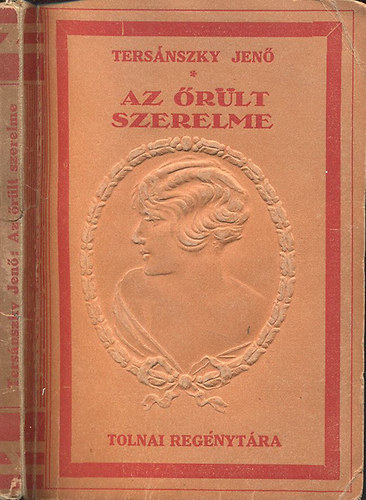 TERSÁNSZKY JENŐ
*
AZ ŐRÜLT
SZERELME
TOLNAI REGÉNYTÁRA
Tersánszky Jenő: Az őrült szerelme